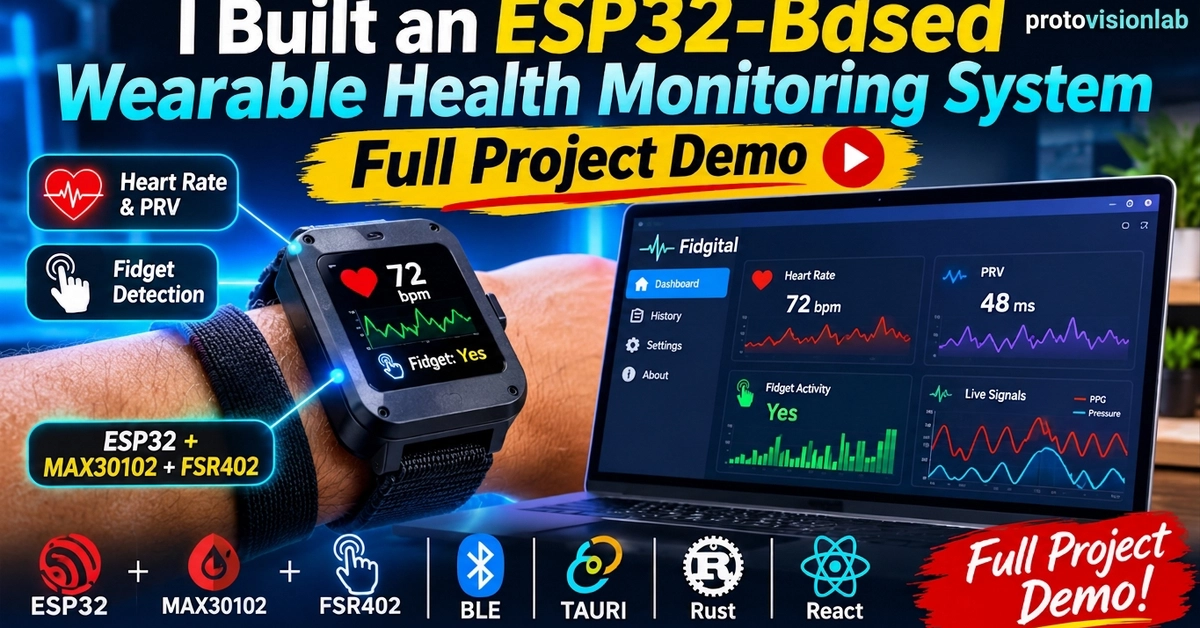 I Built an ESP32-Based
protovisionlab
Wearable Health Monitoring System
Full Project Demo
Heart Rate
& PRV
Fidget
Detection
ESP32 +
MAX30102 + FSR402
72
bpm
Fidget: Yes
Fidgital
Dashboard
History
Settings
About
Heart Rate
72 bpm
PRV
48 ms
Fidget Activity
Yes
Live Signals
PPG
Pressure
ESP32
+
MAX30102
+
FSR402
BLE
TAURI
R
Rust
React
Full Project
Demo!